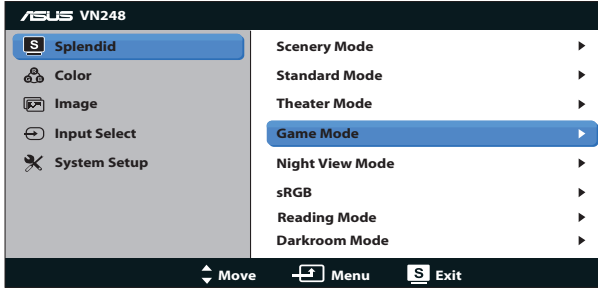 ASUS VN248
S Splendid
Color
Image
Input Select
System Setup
Scenery Mode
Standard Mode
Theater Mode
Game Mode
Night View Mode
sRGB
Reading Mode
Darkroom Mode
Move Menu S Exit